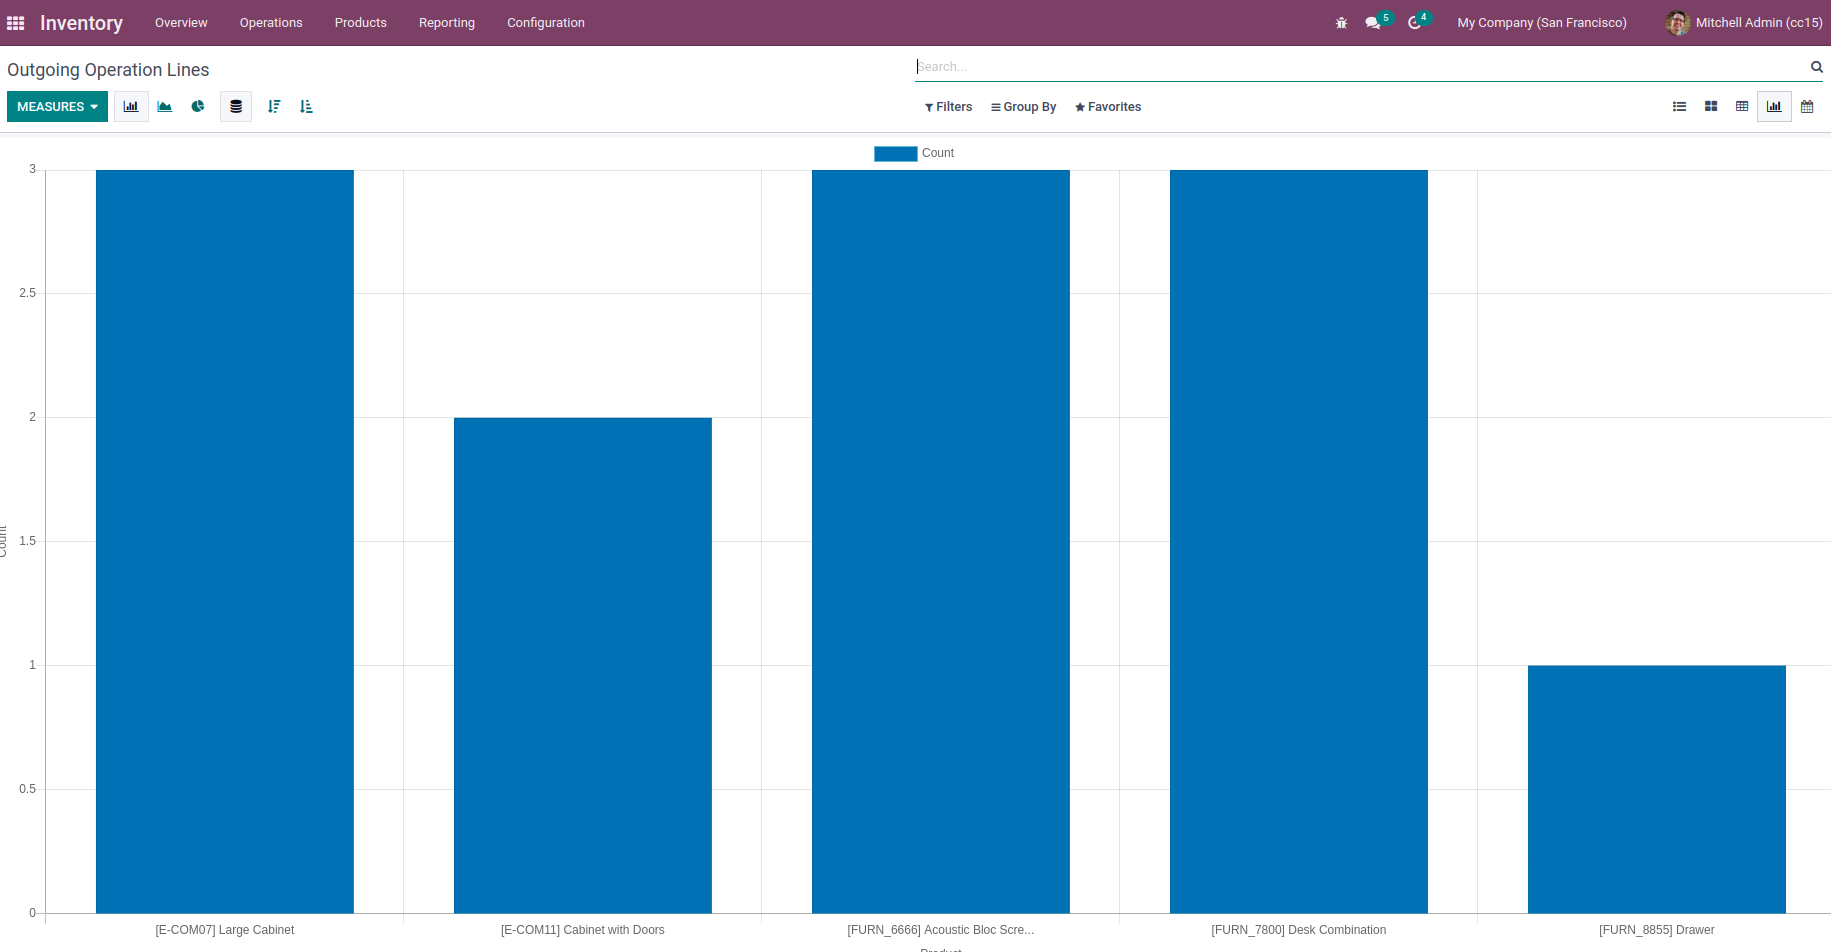 Inventory Overview Operations Products Reporting Configuration 5 4 My Company (San Francisco) Mitchell Admin (cc15)
Outgoing Operation Lines
Search...
MEASURES Filters Group By Favorites
Count
3
2.5
2
1.5
1
0.5
0
Count
[E-COM07] Large Cabinet [E-COM11] Cabinet with Doors [FURN_6666] Acoustic Bloc Scre... [FURN_7800] Desk Combination [FURN_8855] Drawer
Product